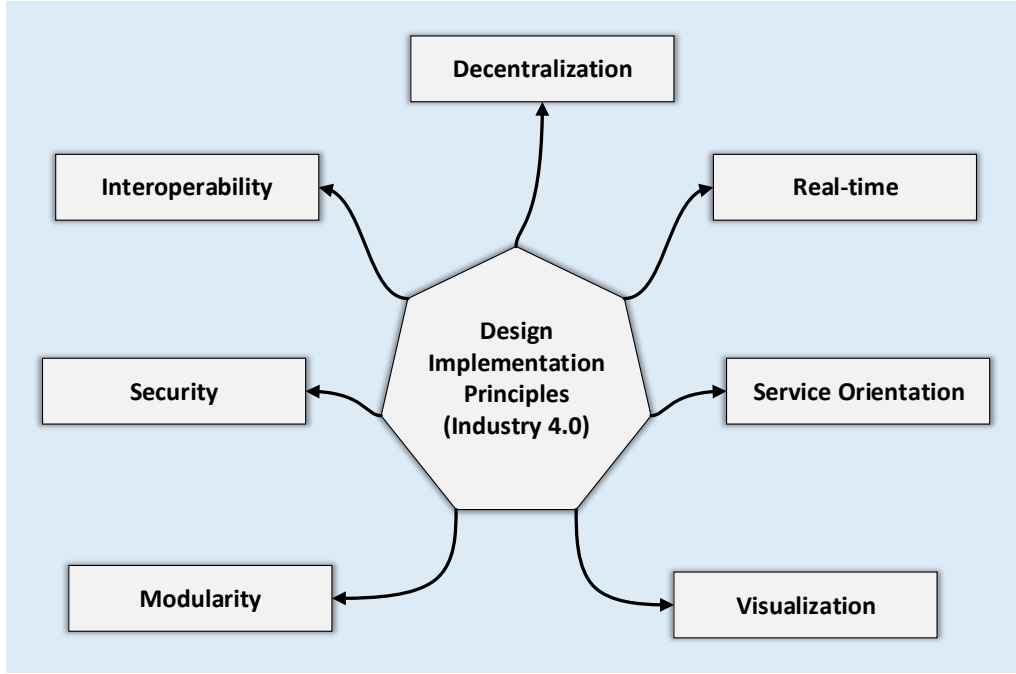 Decentralization
Interoperability
Real-time
Design
Implementation
Principles
(Industry 4.0)
Security
Service Orientation
Modularity
Visualization